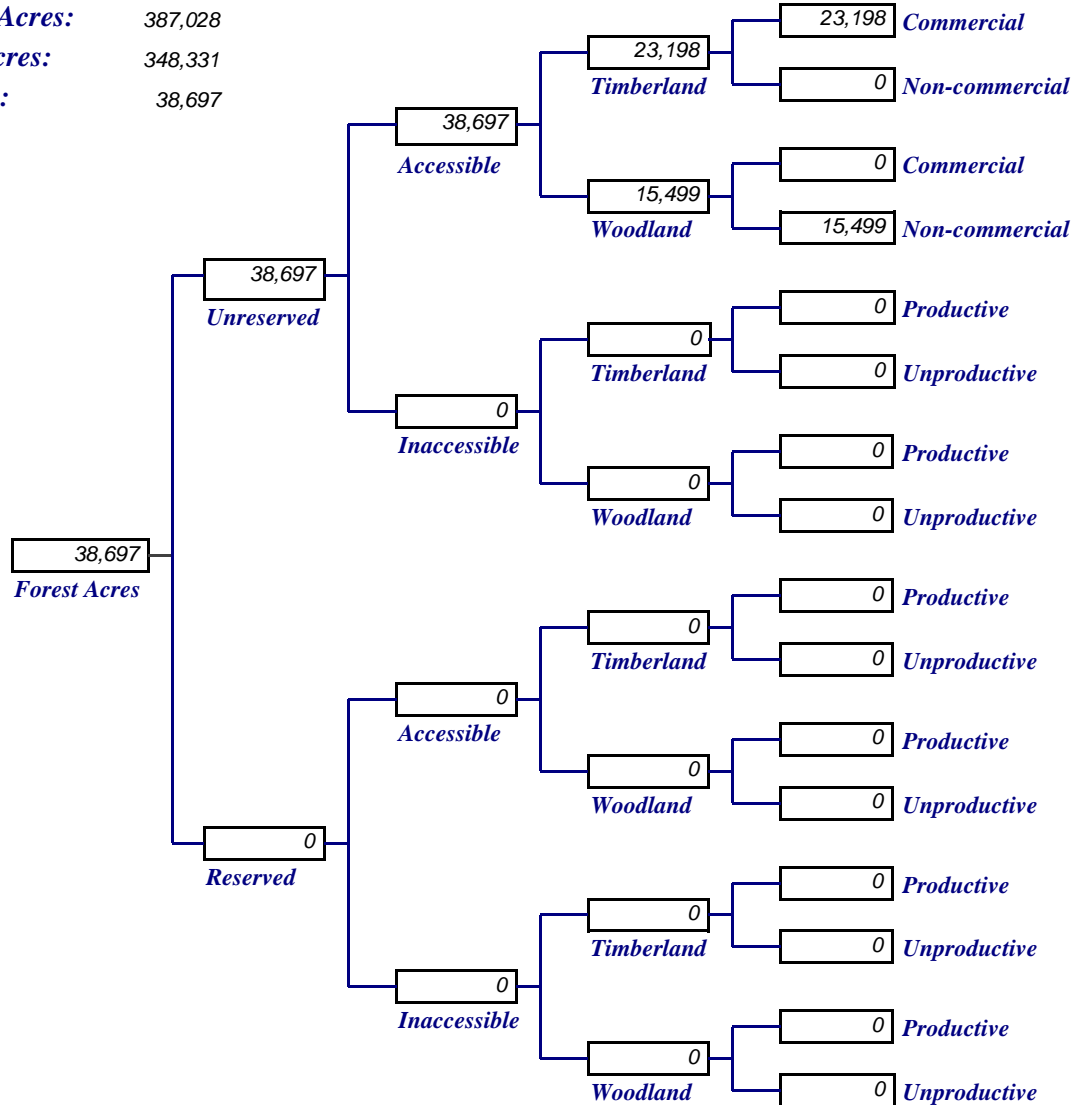 Acres: 387,028
cres: 348,331
: 38,697
23,198 Commercial
23,198
Timberland
0 Non-commercial
38,697
Accessible
0 Commercial
15,499
Woodland
15,499 Non-commercial
38,697
Unreserved
0 Productive
0
Timberland
0 Unproductive
0
Inaccessible
0 Productive
0
Woodland
0 Unproductive
38,697
Forest Acres
0 Productive
0
Timberland
0 Unproductive
0
Accessible
0 Productive
0
Woodland
0 Unproductive
0
Reserved
0 Productive
0
Timberland
0 Unproductive
0
Inaccessible
0 Productive
0
Woodland
0 Unproductive